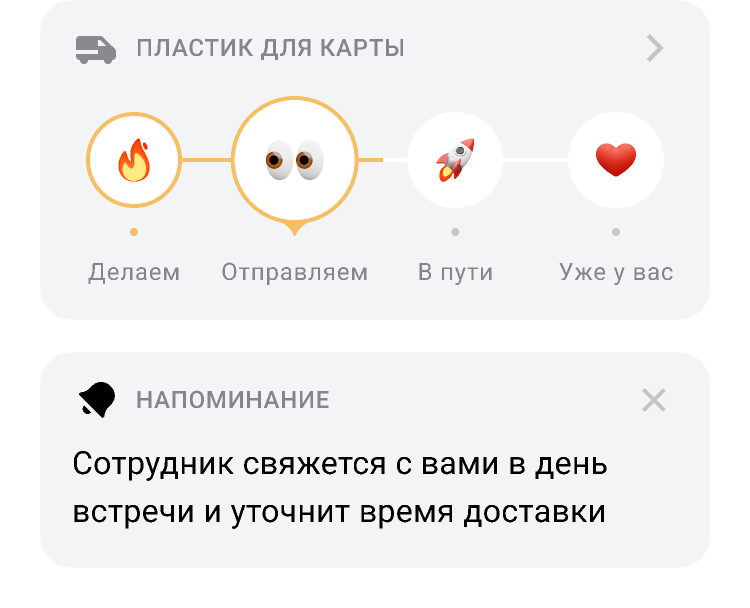 ПЛАСТИК ДЛЯ КАРТЫ
Делаем
Отправляем
В пути
Уже у вас
НАПОМИНАНИЕ
Сотрудник свяжется с вами в день
встречи и уточнит время доставки